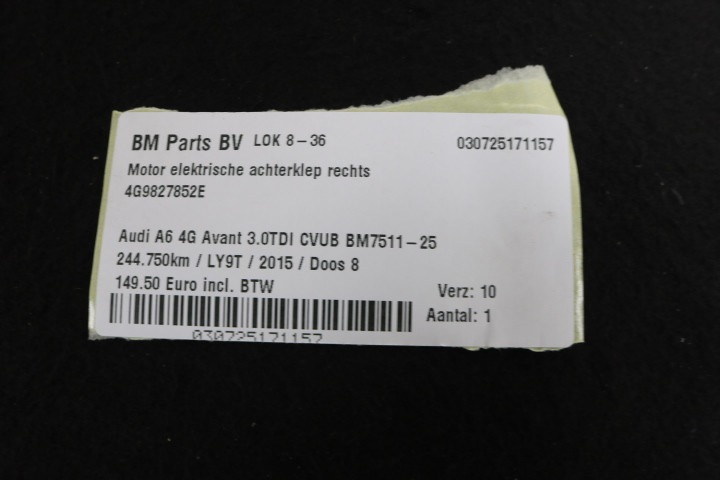 BM Parts BV LOK 8-36 030725171157
Motor elektrische achterklep rechts
4G9827852E
Audi A6 4G Avant 3.0TDI CVUB BM7511-25
244.750km / LY9T / 2015 / Doos 8
149.50 Euro incl. BTW
Verz: 10
Aantal: 1
030725171157